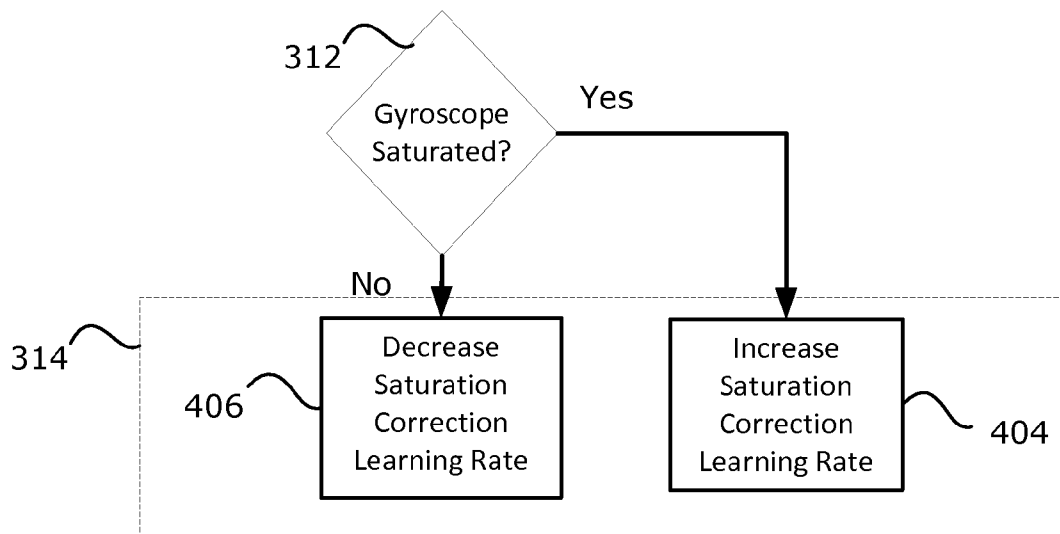 312
Gyroscope
Saturated?
Yes
No
314
406
Decrease
Saturation
Correction
Learning Rate
Increase
Saturation
Correction
Learning Rate
404